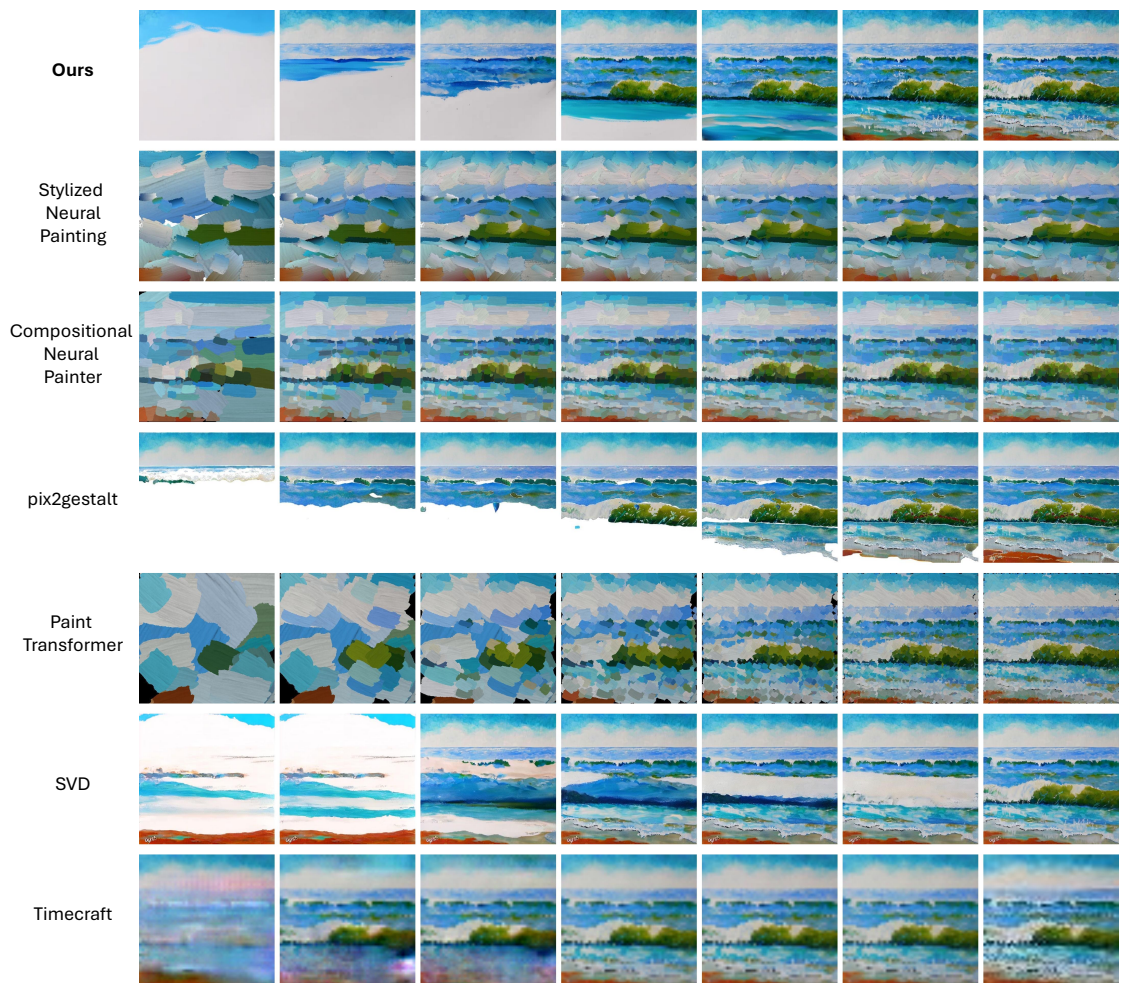 Ours
Stylized
Neural
Painting
Compositional
Neural
Painter
pix2gestalt
Paint
Transformer
SVD
Timecraft